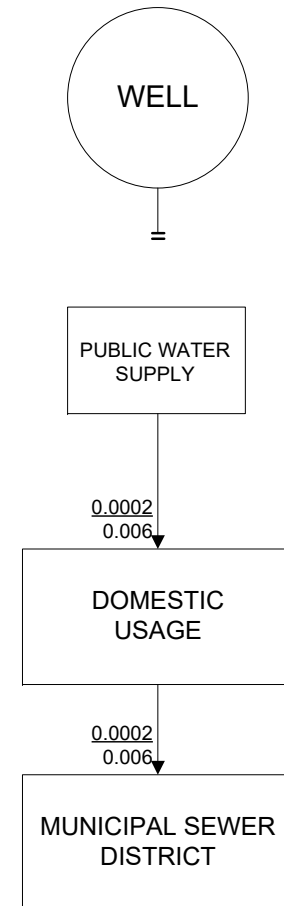 WELL
=
PUBLIC WATER
SUPPLY
0.0002
0.006
DOMESTIC
USAGE
0.0002
0.006
MUNICIPAL SEWER
DISTRICT